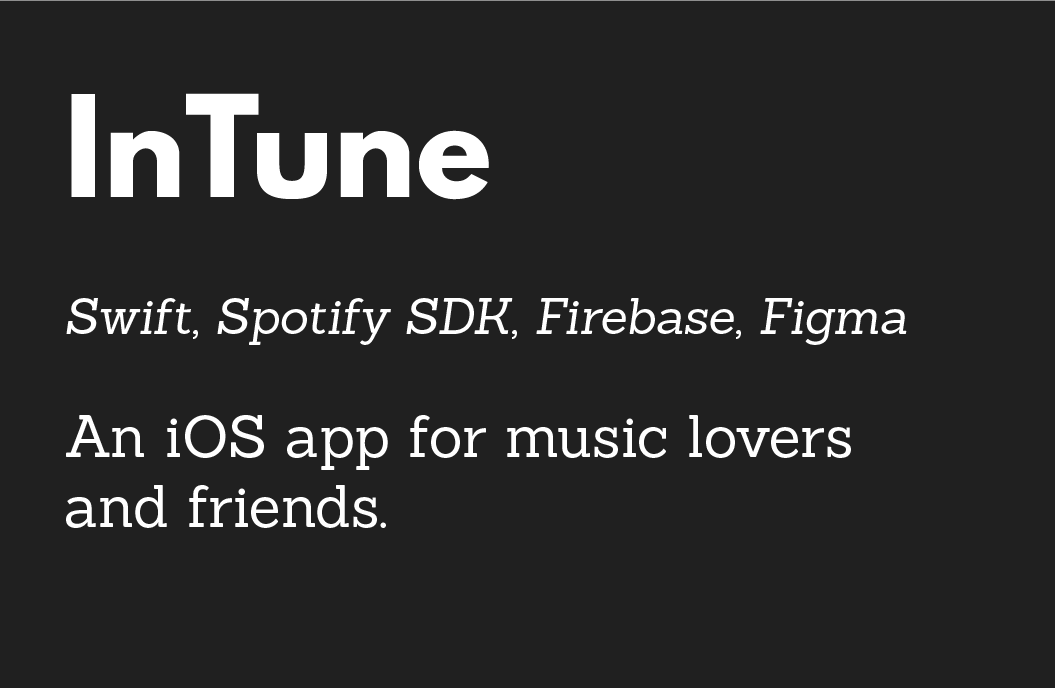 InTune
Swift, Spotify SDK, Firebase, Figma
An iOS app for music lovers
and friends.